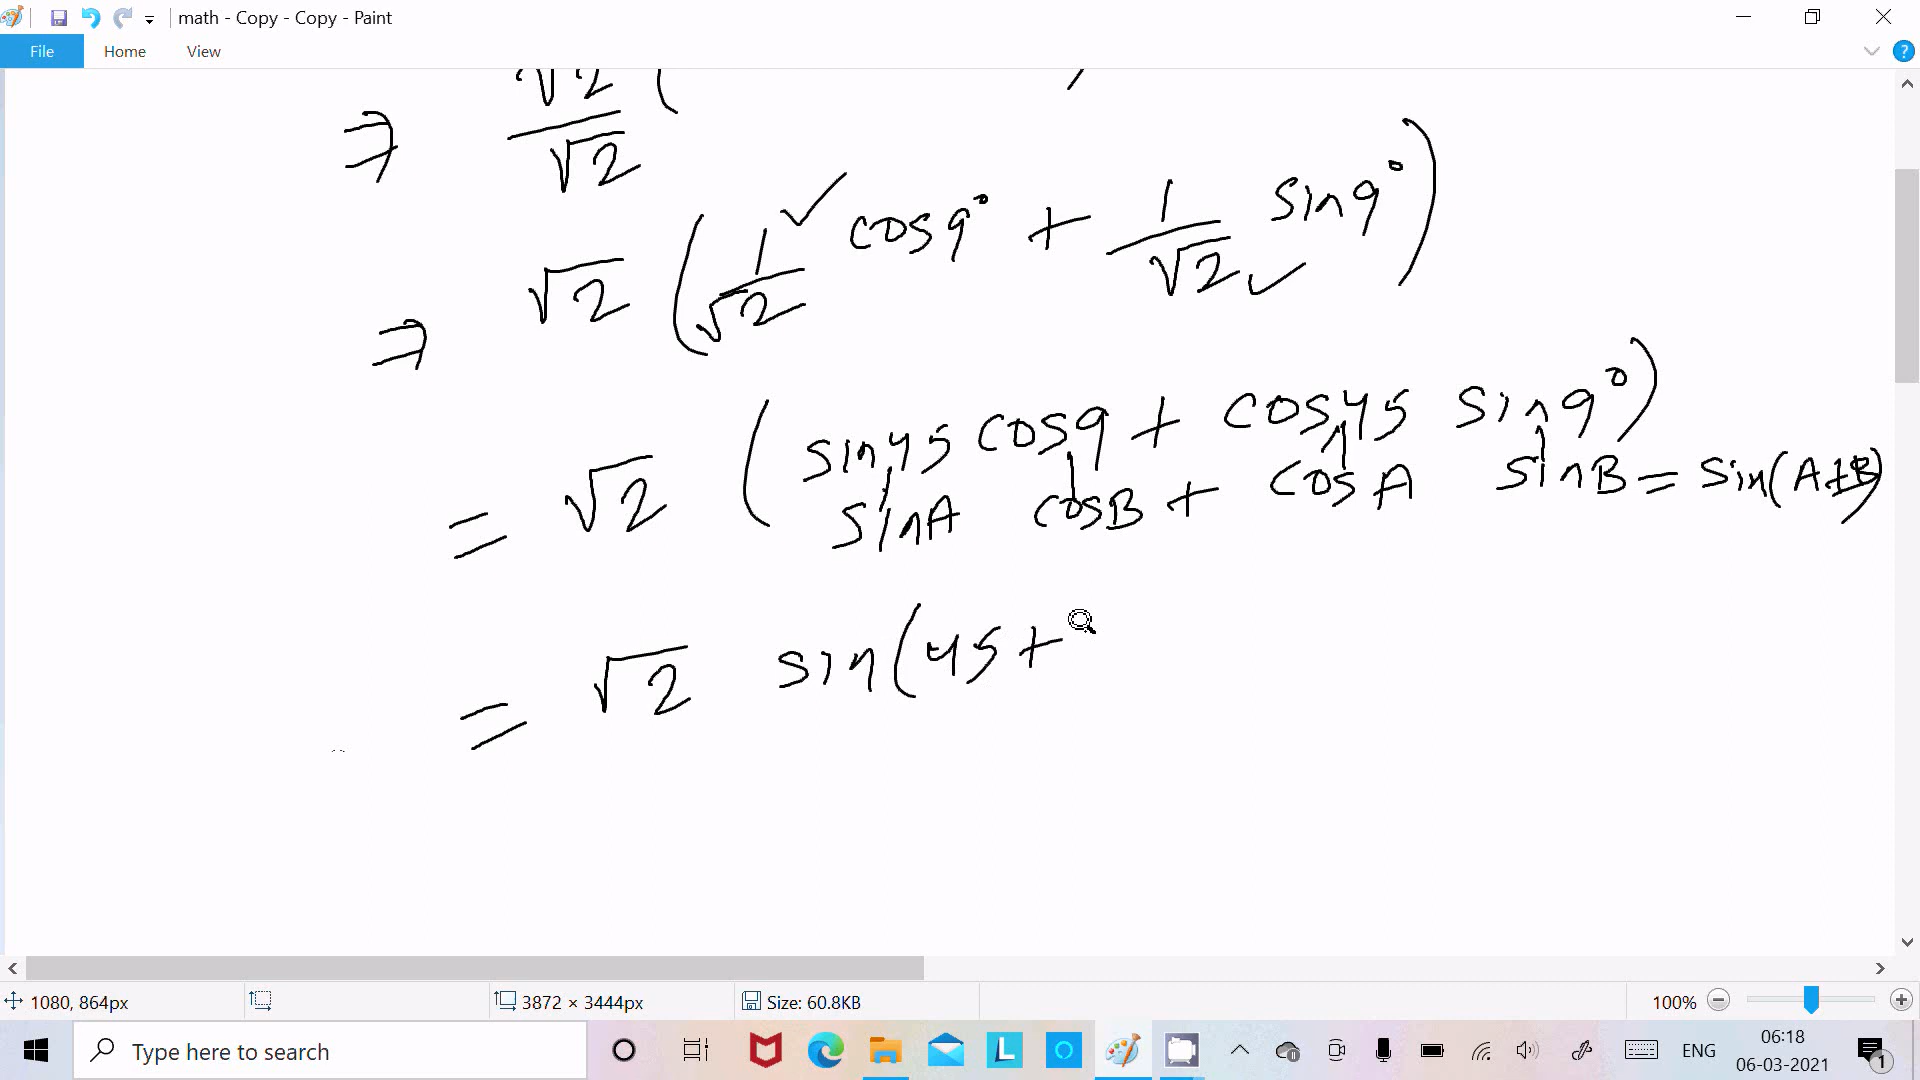 math - Copy - Copy - Paint
File Home View
√2 (
⇒ √2
⇒ √2 (1/√2 ✓ cos9° + 1/√2 ✓ sin9°)
= √2 (sin45 cos9 + cos45 sin9°)
sinA cosB + cosA sinB = sin(A+B)
= √2 sin(45+
1080, 864px 3872 × 3444px Size: 60.8KB 100%
Type here to search L ENG 06:18
06-03-2021 1